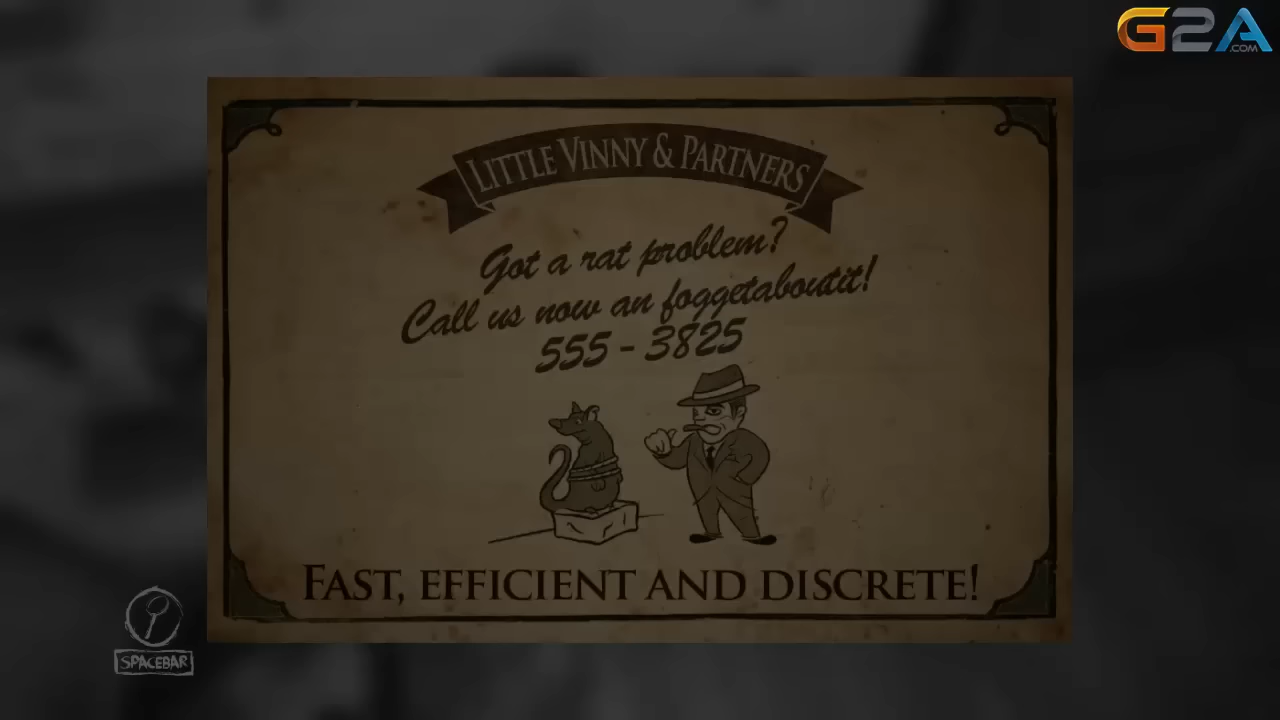 G2A
.COM
LITTLE VINNY & PARTNERS
Got a rat problem?
Call us now an foggetaboutit!
555 - 3825
FAST, EFFICIENT AND DISCRETE!
SPACEBAR